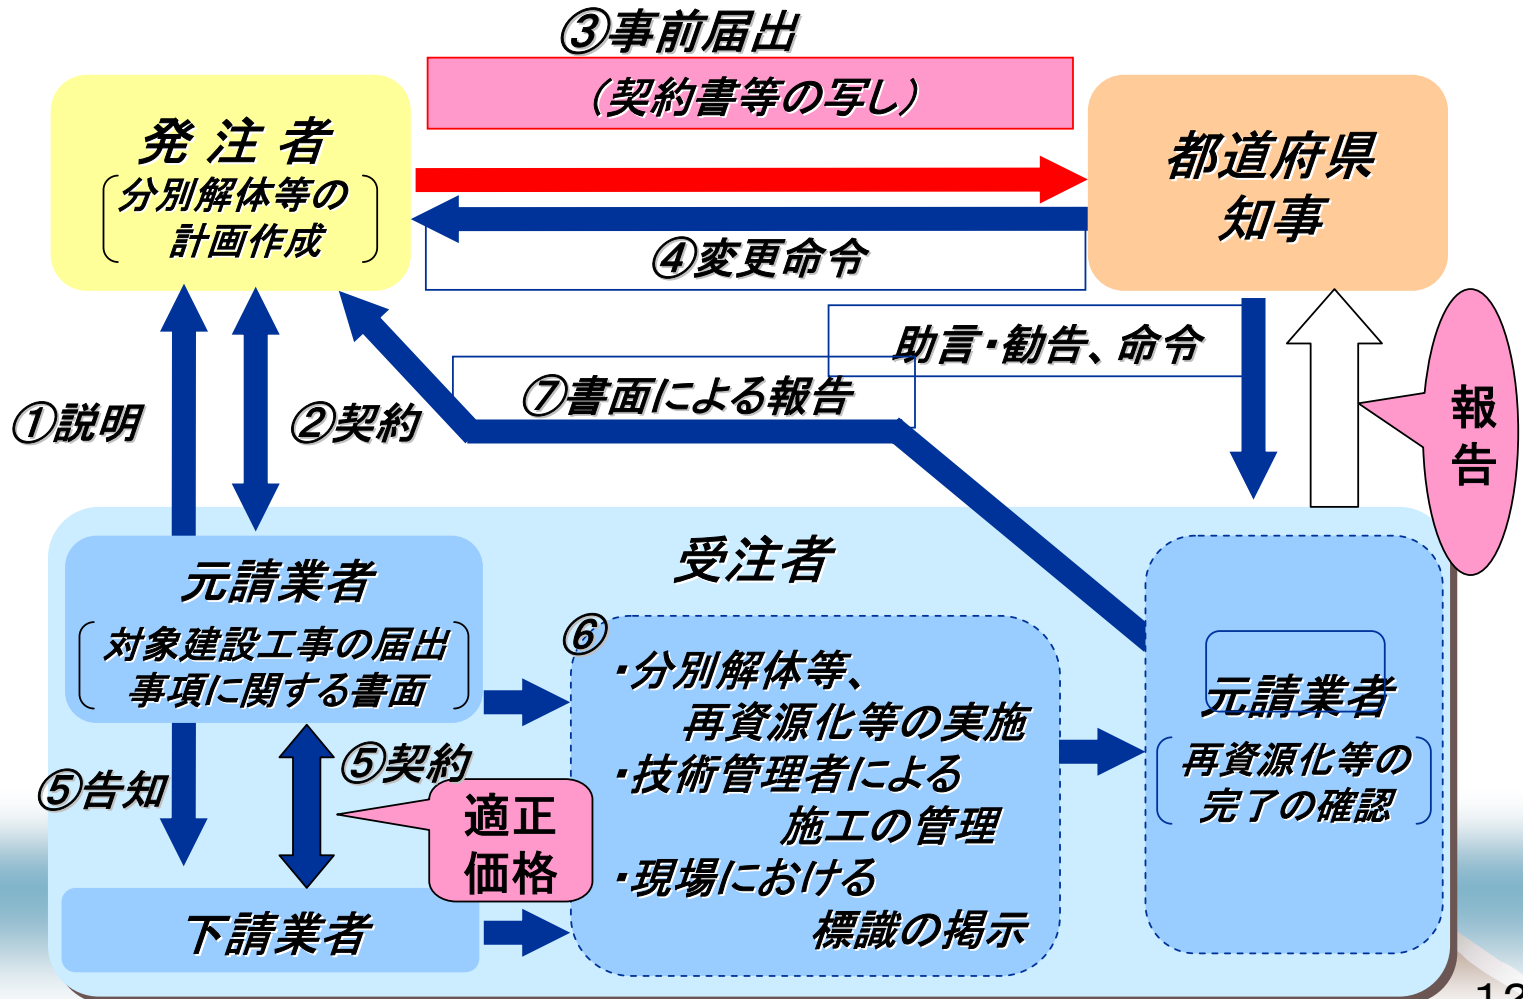 ③事前届出
（契約書等の写し）
発 注 者
分別解体等の
計画作成
都道府県
知事
④変更命令
助言・勧告、命令
⑦書面による報告
①説明
②契約
報
告
受注者
元請業者
対象建設工事の届出
事項に関する書面
⑥
・分別解体等、
再資源化等の実施
・技術管理者による
施工の管理
・現場における
標識の掲示
元請業者
再資源化等の
完了の確認
⑤告知
⑤契約
適正
価格
下請業者